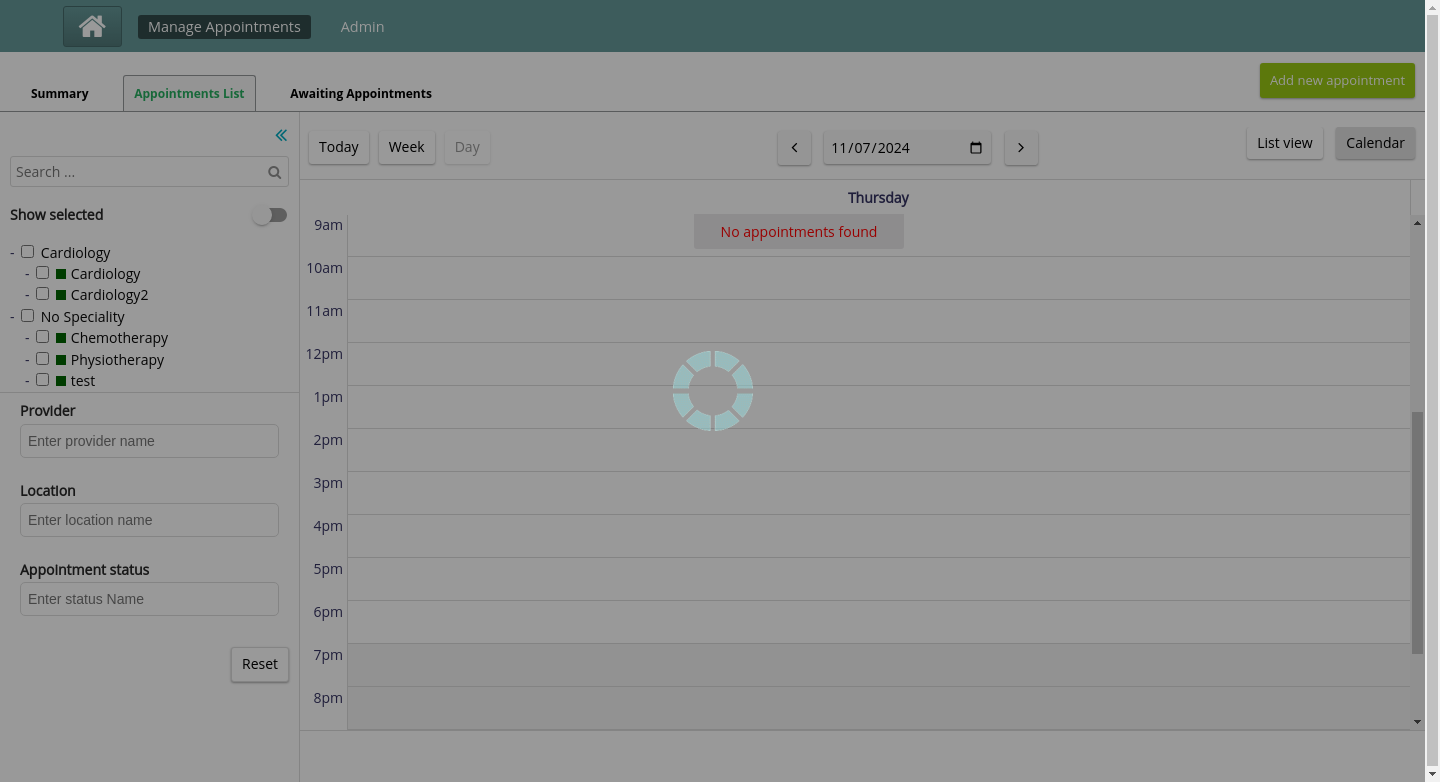 Manage Appointments
Admin
Summary
Appointments List
Awaiting Appointments
Add new appointment
Today
Week
Day
11/07/2024
List view
Calendar
Search ...
Show selected
- Cardiology
- Cardiology
- Cardiology2
- No Speciality
- Chemotherapy
- Physiotherapy
- test
Provider
Enter provider name
Location
Enter location name
Appointment status
Enter status Name
Reset
Thursday
No appointments found
9am
10am
11am
12pm
1pm
2pm
3pm
4pm
5pm
6pm
7pm
8pm